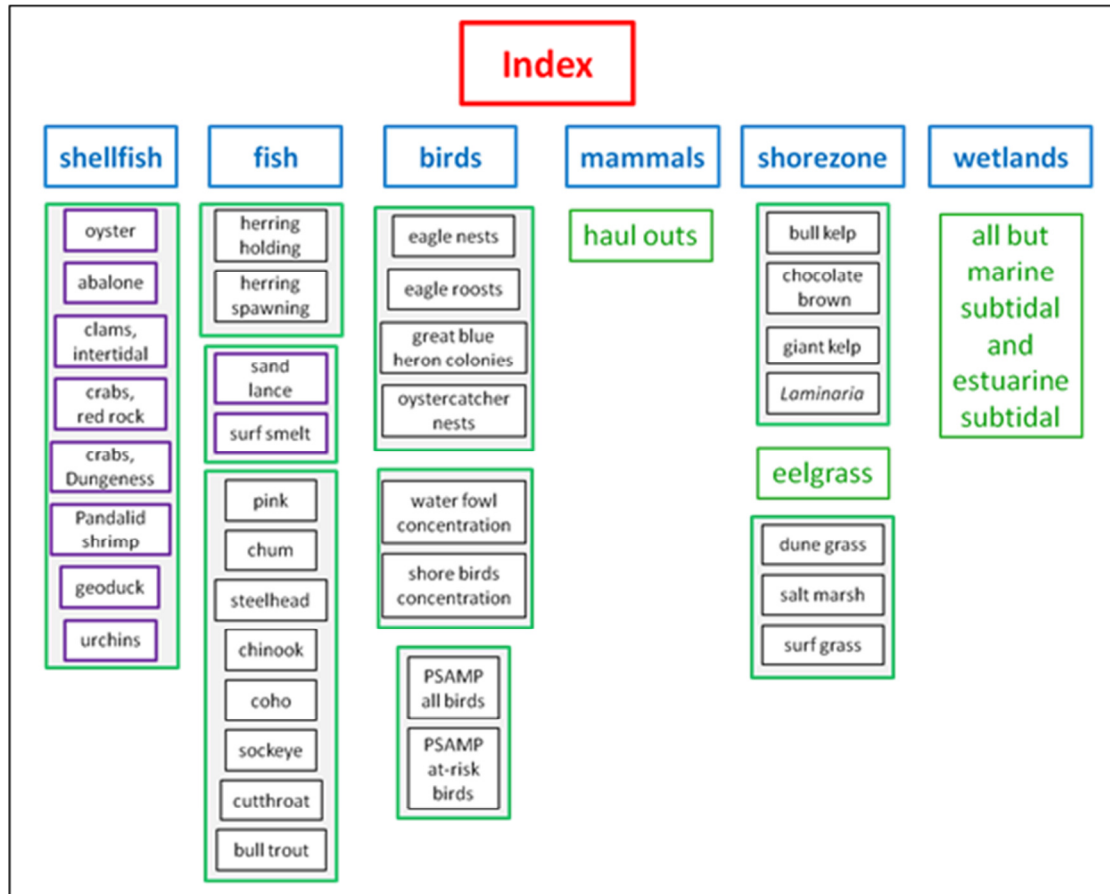 Index
shellfish
fish
birds
mammals
shorezone
wetlands
oyster
abalone
clams,
intertidal
crabs,
red rock
crabs,
Dungeness
Pandalid
shrimp
geoduck
urchins
herring
holding
herring
spawning
sand
lance
surf smelt
pink
chum
steelhead
chinook
coho
sockeye
cutthroat
bull trout
eagle nests
eagle roosts
great blue
heron colonies
oystercatcher
nests
water fowl
concentration
shore birds
concentration
PSAMP
all birds
PSAMP
at-risk
birds
haul outs
bull kelp
chocolate
brown
giant kelp
Laminaria
eelgrass
dune grass
salt marsh
surf grass
all but
marine
subtidal
and
estuarine
subtidal